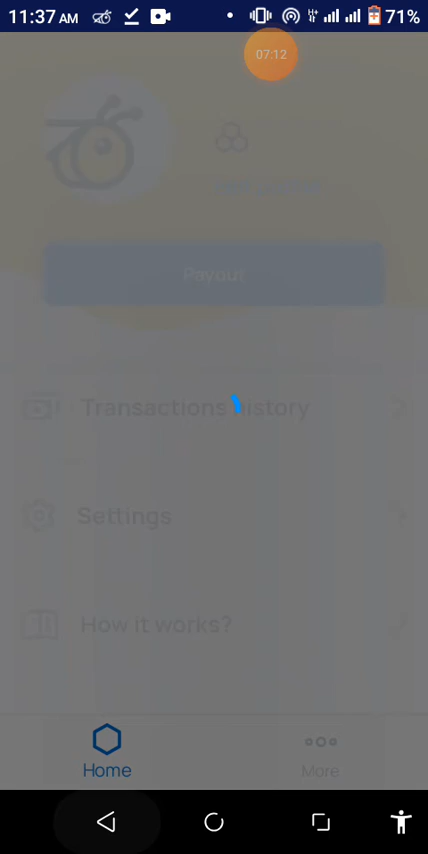 11:37 AM
H+
71%
07:12
Payout
Transactions history
Settings
How it works?
Home
More